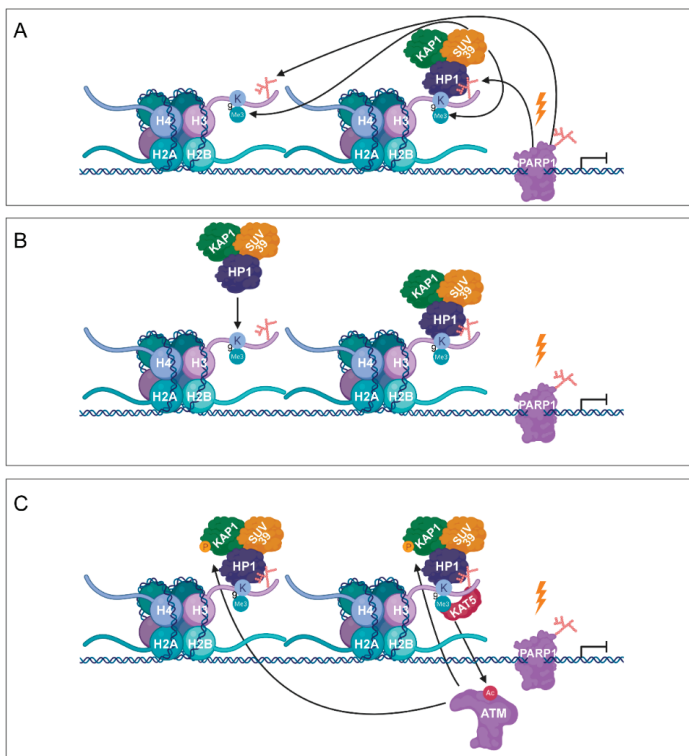 A
KAP1
SUV
39
HP1
K
9
Me3
K
9
Me3
H4
H3
H2A
H2B
H4
H3
H2A
H2B
PARP1
B
KAP1
SUV
39
HP1
KAP1
SUV
39
HP1
K
9
Me3
K
9
Me3
H4
H3
H2A
H2B
H4
H3
H2A
H2B
PARP1
C
P
KAP1
SUV
39
HP1
P
KAP1
SUV
39
HP1
K
9
Me3
K
9
Me3
KAT5
H4
H3
H2A
H2B
H4
H3
H2A
H2B
PARP1
Ac
ATM